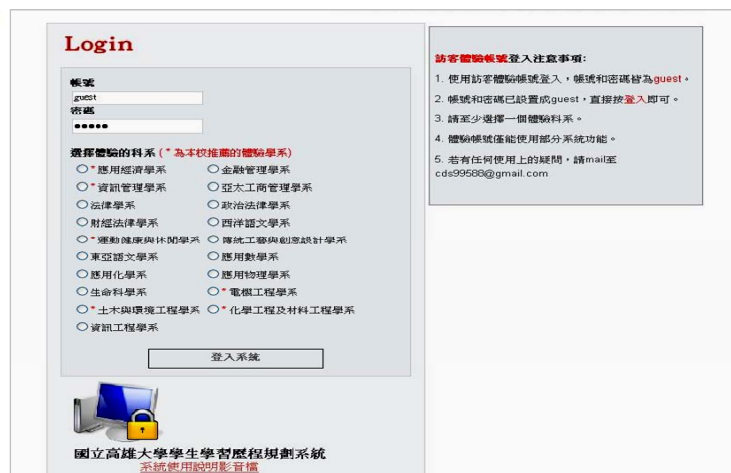 Login
帳號
guest
密碼
●●●●●
選擇體驗的科系 ( * 為本校推薦的體驗學系)
* 應用經濟學系 金融管理學系
* 資訊管理學系 亞太工商管理學系
法律學系 政治法律學系
財經法律學系 西洋語文學系
* 運動健康與休閒學系 傳統工藝與創意設計學系
東亞語文學系 應用數學系
應用化學系 應用物理學系
生命科學系 * 電機工程學系
* 土木與環境工程學系 * 化學工程及材料工程學系
資訊工程學系
登入系統
國立高雄大學學生學習歷程規劃系統
系統使用說明影音檔
訪客體驗帳號登入注意事項:
1. 使用訪客體驗帳號登入,帳號和密碼皆為guest。
2. 帳號和密碼已設置成guest,直接按登入即可。
3. 請至少選擇一個體驗科系。
4. 體驗帳號僅能使用部分系統功能。
5. 若有任何使用上的疑問,請mail至
cds99588@gmail.com